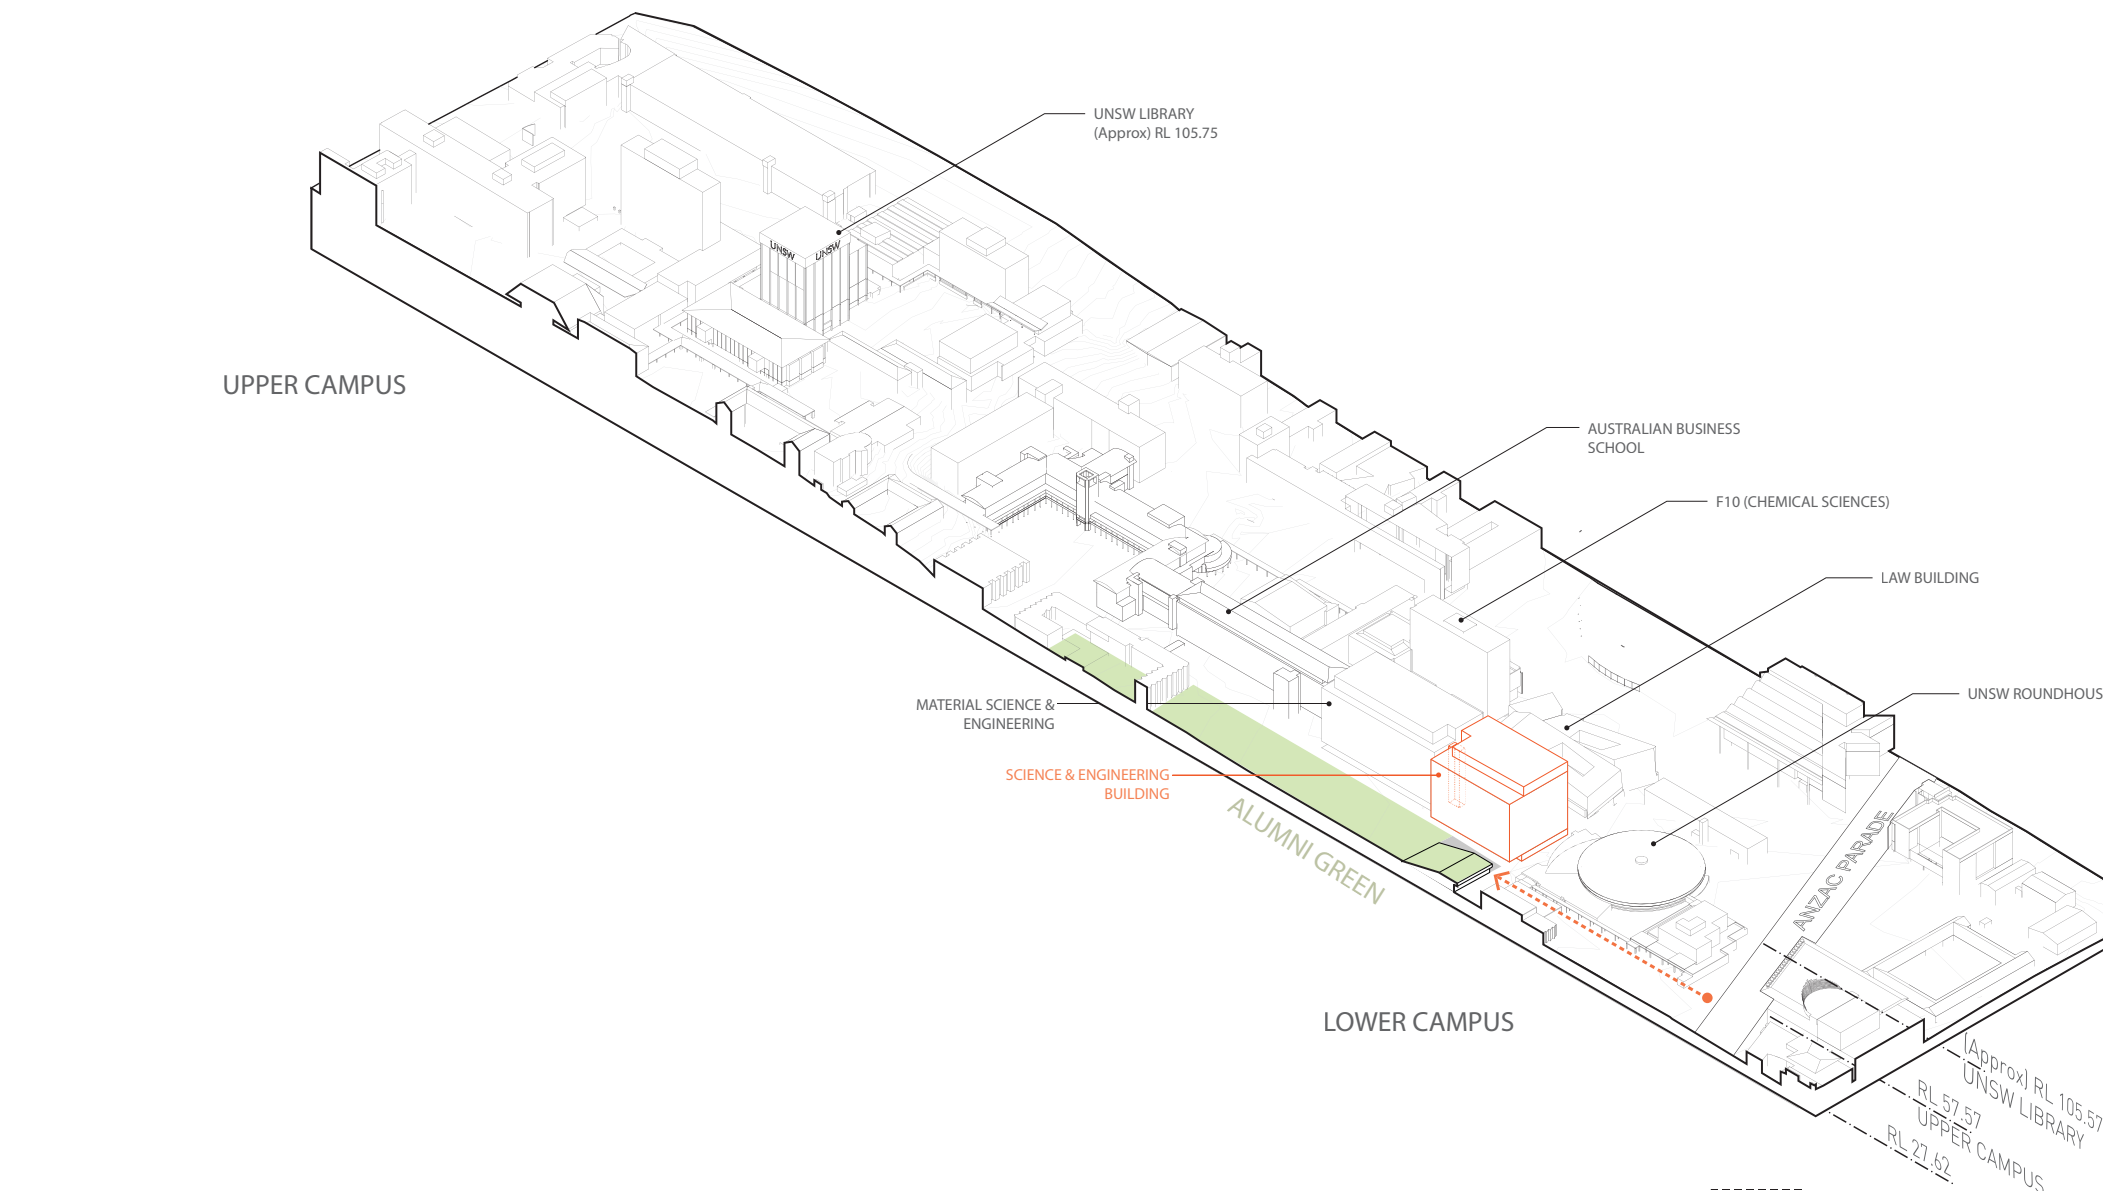 UNSW LIBRARY
(Approx) RL 105.75
UNSW UNSW
UPPER CAMPUS
AUSTRALIAN BUSINESS
SCHOOL
F10 (CHEMICAL SCIENCES)
LAW BUILDING
UNSW ROUNDHOUS
MATERIAL SCIENCE &
ENGINEERING
SCIENCE & ENGINEERING
BUILDING
ALUMNI GREEN
ANZAC PARADE
LOWER CAMPUS
(Approx) RL 105.57
UNSW LIBRARY
RL 57.57
UPPER CAMPUS
RL 27.62